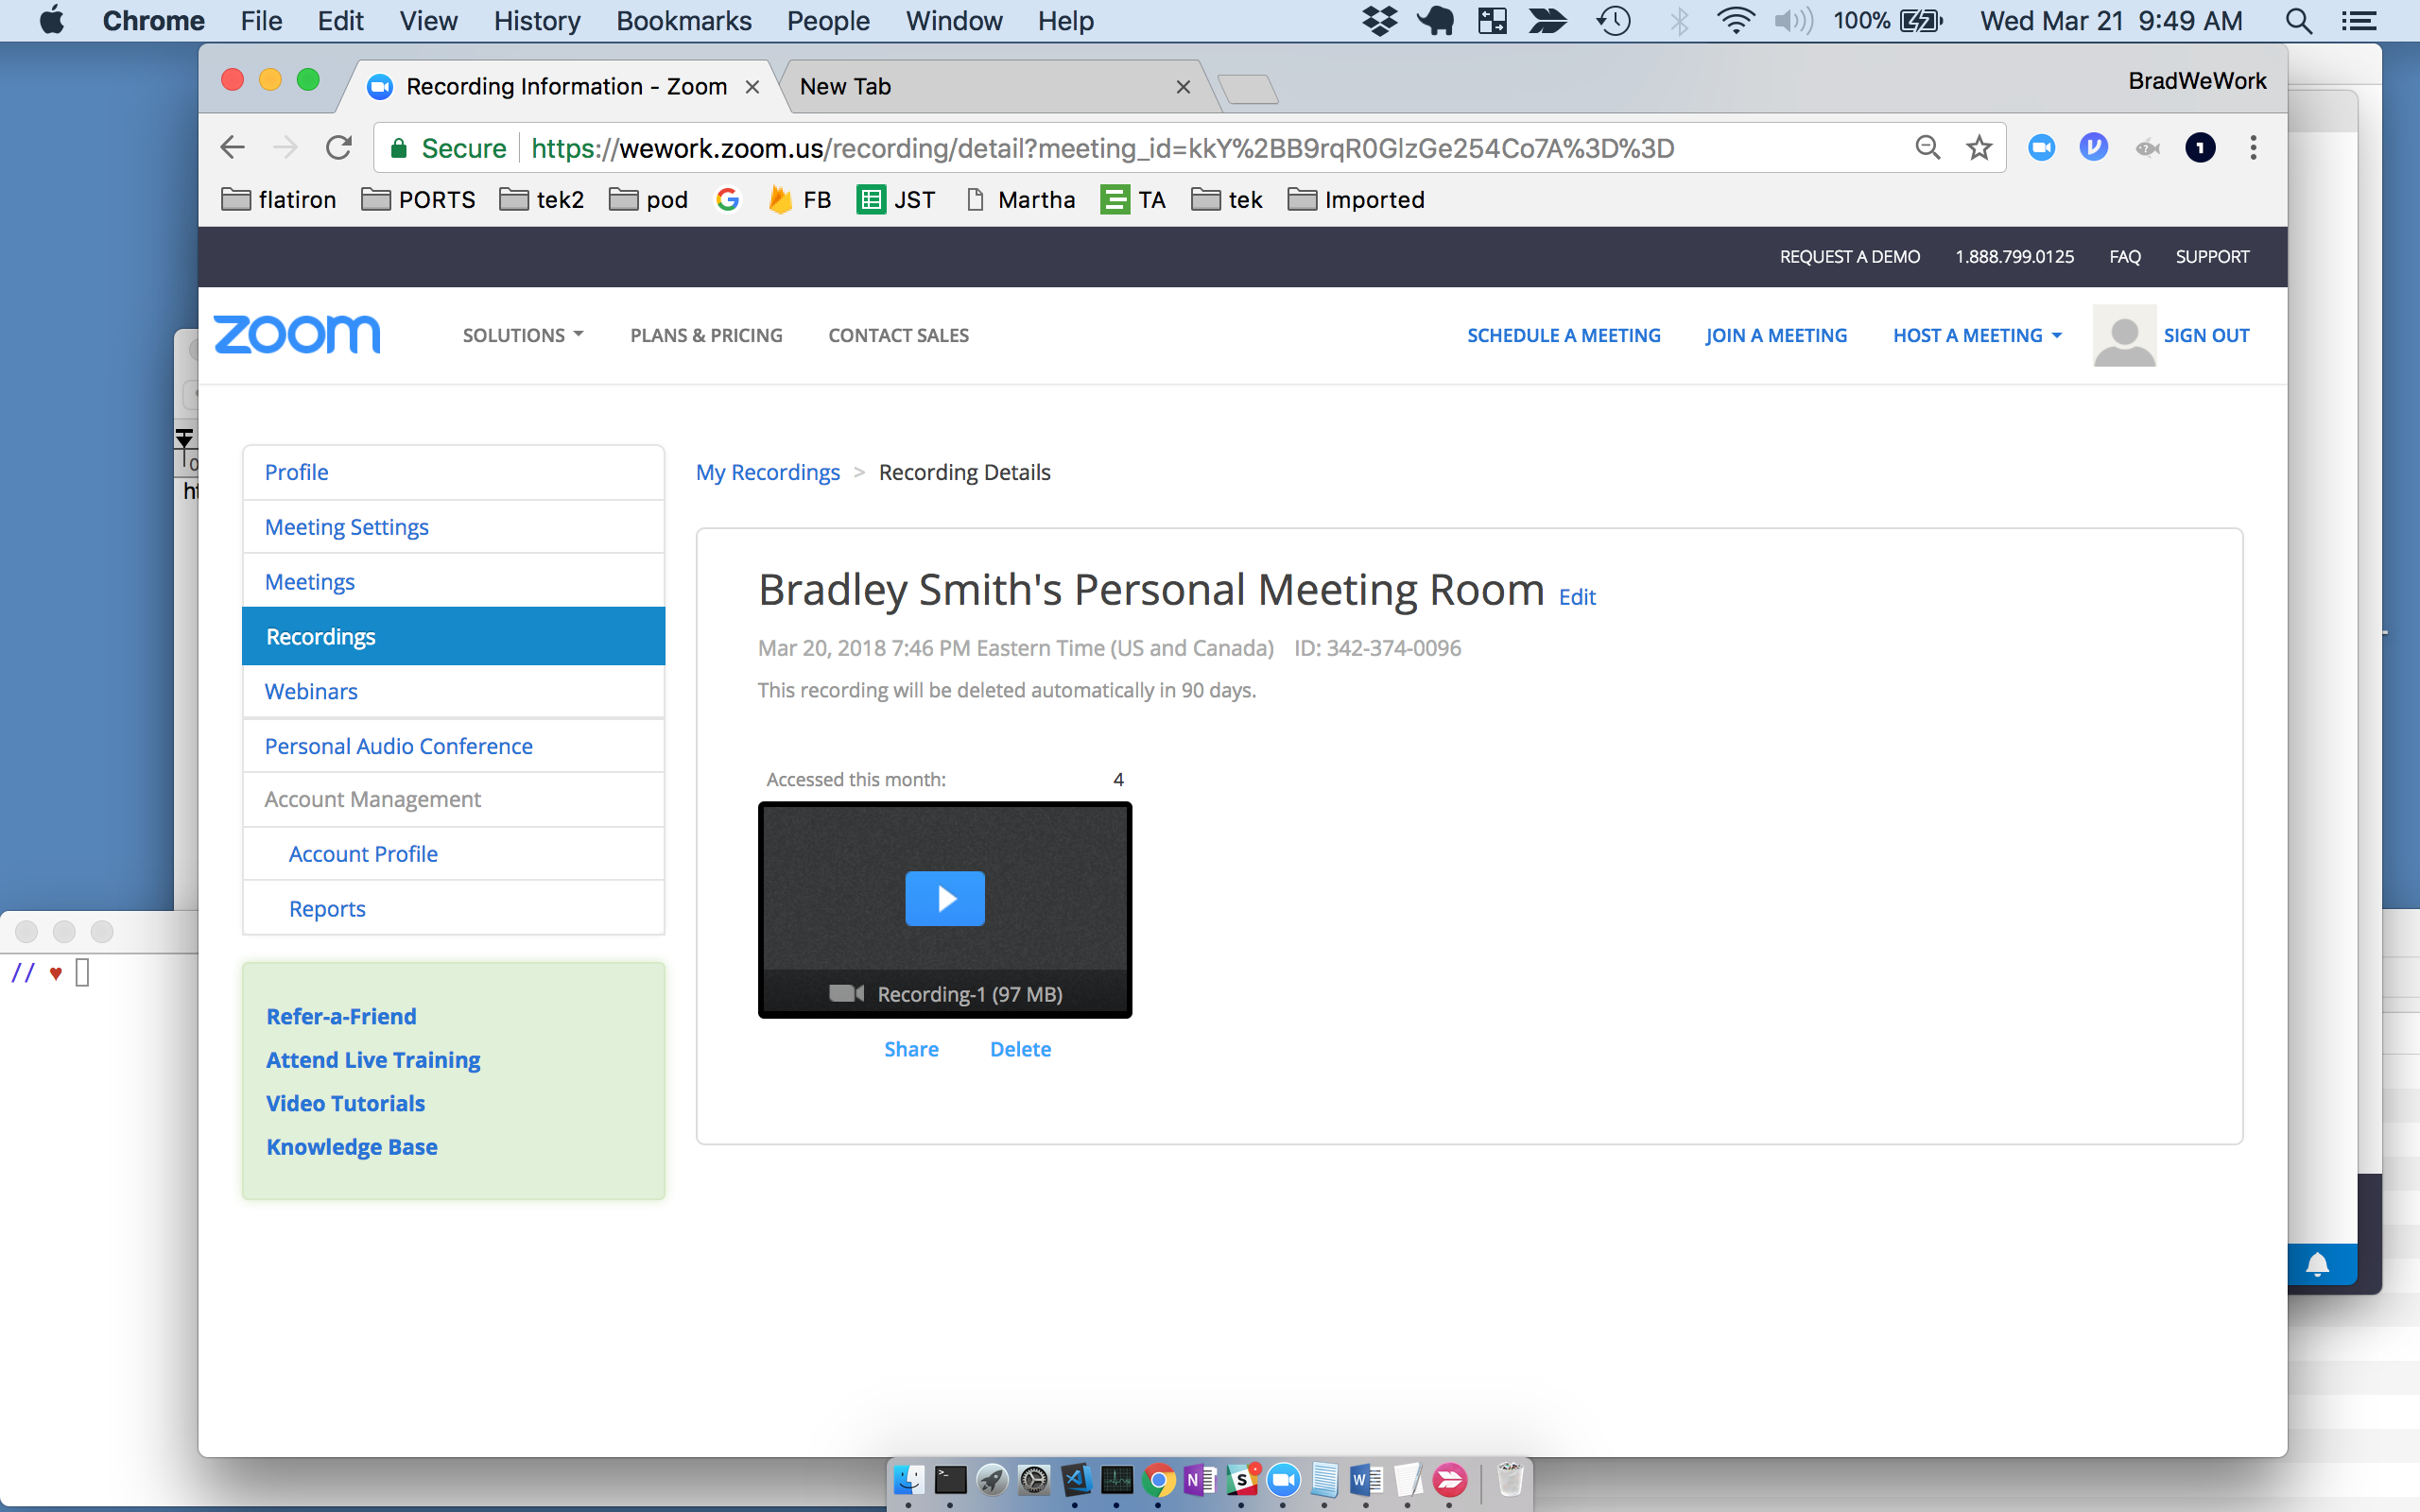 Chrome File Edit View History Bookmarks People Window Help 100% Wed Mar 21 9:49 AM
Recording Information - Zoom New Tab BradWeWork
Secure https://wework.zoom.us/recording/detail?meeting_id=kkY%2BB9rqR0GlzGe254Co7A%3D%3D
flatiron PORTS tek2 pod FB JST Martha TA tek Imported
REQUEST A DEMO 1.888.799.0125 FAQ SUPPORT
zoom SOLUTIONS PLANS & PRICING CONTACT SALES SCHEDULE A MEETING JOIN A MEETING HOST A MEETING SIGN OUT
Profile
Meeting Settings
Meetings
Recordings
Webinars
Personal Audio Conference
Account Management
Account Profile
Reports
Refer-a-Friend
Attend Live Training
Video Tutorials
Knowledge Base
My Recordings > Recording Details
Bradley Smith's Personal Meeting Room Edit
Mar 20, 2018 7:46 PM Eastern Time (US and Canada) ID: 342-374-0096
This recording will be deleted automatically in 90 days.
Accessed this month: 4
Recording-1 (97 MB)
Share Delete
// ♥